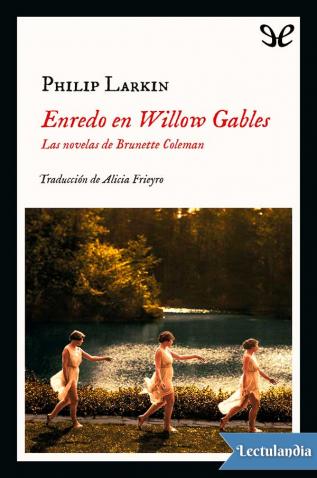 Philip Larkin
Enredo en Willow Gables
Las novelas de Brunette Coleman
Traducción de Alicia Frieyro
Lectulandia